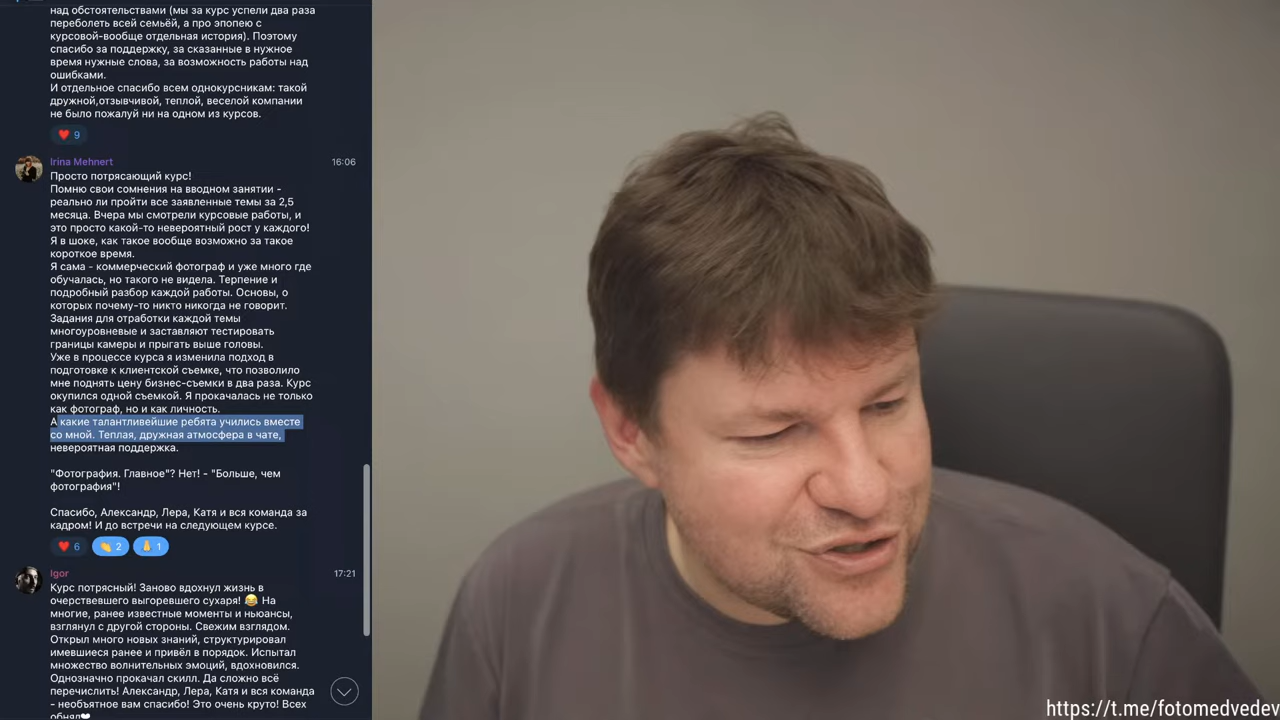 над обстоятельствами (мы за курс успели два раза
переболеть всей семьёй, а про эпопею с
курсовой-вообще отдельная история). Поэтому
спасибо за поддержку, за сказанные в нужное
время нужные слова, за возможность работы над
ошибками.
И отдельное спасибо всем однокурсникам: такой
дружной,отзывчивой, теплой, веселой компании
не было пожалуй ни на одном из курсов.
9
Irina Mehnert 16:06
Просто потрясающий курс!
Помню свои сомнения на вводном занятии -
реально ли пройти все заявленные темы за 2,5
месяца. Вчера мы смотрели курсовые работы, и
это просто какой-то невероятный рост у каждого!
Я в шоке, как такое вообще возможно за такое
короткое время.
Я сама - коммерческий фотограф и уже много где
обучалась, но такого не видела. Терпение и
подробный разбор каждой работы. Основы, о
которых почему-то никто никогда не говорит.
Задания для отработки каждой темы
многоуровневые и заставляют тестировать
границы камеры и прыгать выше головы.
Уже в процессе курса я изменила подход в
подготовке к клиентской съемке, что позволило
мне поднять цену бизнес-съемки в два раза. Курс
окупился одной съемкой. Я прокачалась не только
как фотограф, но и как личность.
А какие талантливейшие ребята учились вместе
со мной. Теплая, дружная атмосфера в чате,
невероятная поддержка.
"Фотография. Главное"? Нет! - "Больше, чем
фотография"!
Спасибо, Александр, Лера, Катя и вся команда за
кадром! И до встречи на следующем курсе.
6 2 1
Igor 17:21
Курс потрясный! Заново вдохнул жизнь в
очерствевшего выгоревшего сухаря! 😂 На
многие, ранее известные моменты и ньюансы,
взглянул с другой стороны. Свежим взглядом.
Открыл много новых знаний, структурировал
имевшиеся ранее и привёл в порядок. Испытал
множество волнительных эмоций, вдохновился.
Однозначно прокачал скилл. Да сложно всё
перечислить! Александр, Лера, Катя и вся команда
- необъятное вам спасибо! Это очень круто! Всех
обнял❤
https://t.me/fotomedvedev